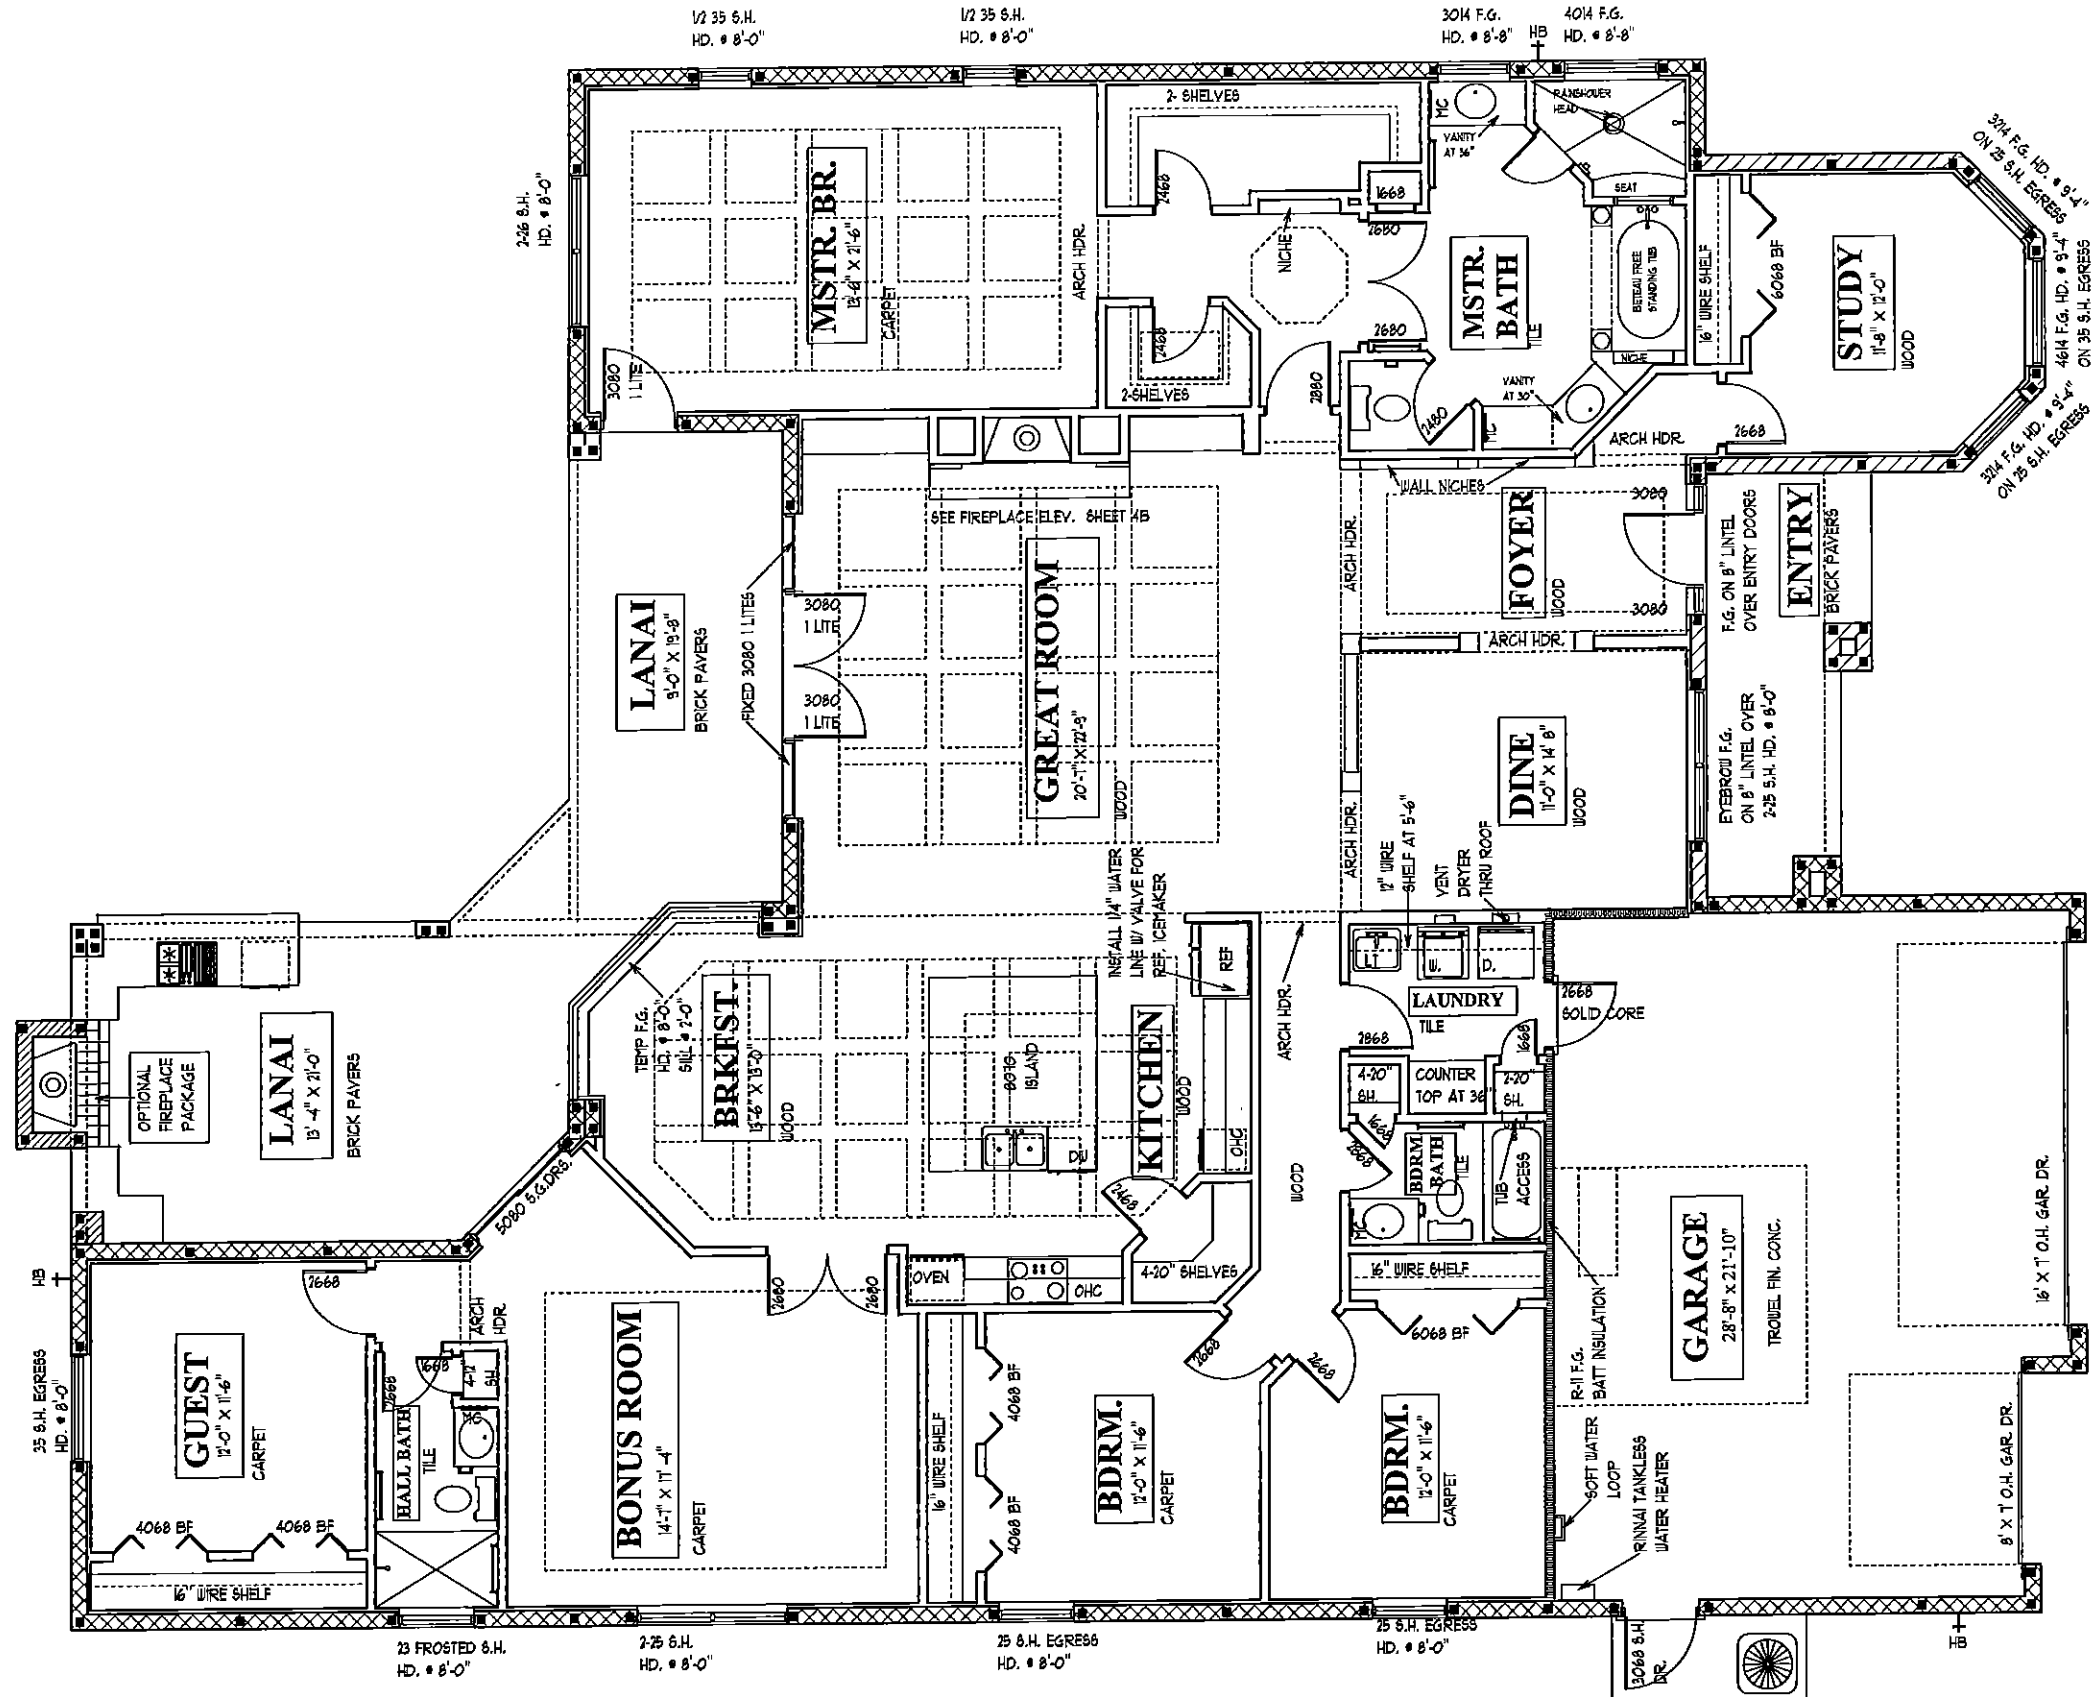 1/2 35 S.H.
HD. @ 8'-0"
1/2 35 S.H.
HD. @ 8'-0"
3014 F.G.
HD. @ 8'-8"
HB
4014 F.G.
HD. @ 8'-8"
2-26 S.H.
HD. @ 8'-0"
MSTR. BR.
13'-6" X 21'-6"
CARPET
3080
1 LITE
ARCH HDR.
2- SHELVES
2468
2468
2-SHELVES
NICHE
1668
2680
2680
2880
MC
VANITY
AT 36"
RAINSHOWER
HEAD
SEAT
MSTR.
BATH
TILE
FREE
STANDING TUB
NICHE
VANITY
AT 30"
MC
2480
16" WIRE SHELF
6068 BF
STUDY
11'-8" X 12'-0"
WOOD
2668
ARCH HDR.
3214 F.G. HD. @ 9'-4"
ON 25 S.H. EGRESS
4614 F.G. HD. @ 9'-4"
ON 35 S.H. EGRESS
3214 F.G. HD. @ 9'-4"
ON 25 S.H. EGRESS
WALL NICHES
SEE FIREPLACE ELEV. SHEET 4B
GREAT ROOM
20'-7" X 22'-9"
WOOD
LANAI
9'-0" X 19'-8"
BRICK PAVERS
FIXED 3080 1 LITES
3080
1 LITE
3080
1 LITE
ARCH HDR.
FOYER
WOOD
3080
3080
ARCH HDR.
F.G. ON 8" LINTEL
OVER ENTRY DOORS
ENTRY
BRICK PAVERS
DINE
11'-0" X 14' 8"
WOOD
ARCH HDR.
EYEBROW F.G.
ON 8" LINTEL OVER
2-25 S.H. HD. @ 8'-0"
12" WIRE
SHELF AT 5'-6"
VENT
DRYER
THRU ROOF
INSTALL 1/4" WATER
LINE W/ VALVE FOR
REF. ICEMAKER
REF
OPTIONAL
FIREPLACE
PACKAGE
LANAI
13'-4" X 21'-0"
BRICK PAVERS
TEMP F.G.
HD. @ 8'-0"
SILL @ 2'-0"
BRKFST.
13'-6" X 13'-0"
WOOD
ISLAND
DW
KITCHEN
WOOD
OHC
ARCH HDR.
WOOD
LT
W.
D.
LAUNDRY
TILE
2868
2668
SOLID CORE
1668
4-20"
SH.
COUNTER
TOP AT 36"
2-20"
SH.
1668
2668
BDRM
BATH
TILE
MC
TUB
ACCESS
5080 S.G.DRS.
2468
4-20" SHELVES
OVEN
OHC
2680
2680
16" WIRE SHELF
6068 BF
GARAGE
28'-8" x 21'-10"
TROWEL FIN. CONC.
16' X 7' O.H. GAR. DR.
8' X 7' O.H. GAR. DR.
R-11 F.G.
BATT INSULATION
SOFT WATER
LOOP
RINNAI TANKLESS
WATER HEATER
HB
35 S.H. EGRESS
HD. @ 8'-0"
GUEST
12'-0" X 11'-6"
CARPET
2668
4068 BF
4068 BF
16" WIRE SHELF
ARCH
HDR.
1668
4-12"
SH.
2668
MC
HALL BATH
TILE
BONUS ROOM
14'-7" X 17'-4"
CARPET
16" WIRE SHELF
4068 BF
4068 BF
BDRM.
12'-0" X 11'-6"
CARPET
2668
2668
BDRM.
12'-0" X 11'-6"
CARPET
23 FROSTED S.H.
HD. @ 8'-0"
2-25 S.H.
HD. @ 8'-0"
25 S.H. EGRESS
HD. @ 8'-0"
25 S.H. EGRESS
HD. @ 8'-0"
3068 S.H.
DR.
HB